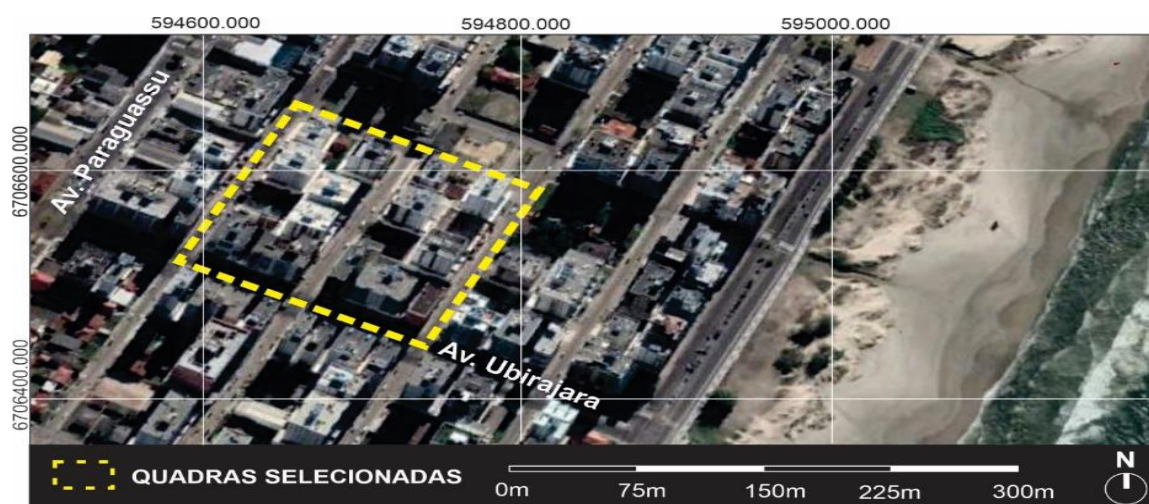 594600.000
594800.000
595000.000
Av. Paraguassu
6706600.000
6706400.000
Av. Ubirajara
QUADRAS SELECIONADAS
0m
75m
150m
225m
300m
N